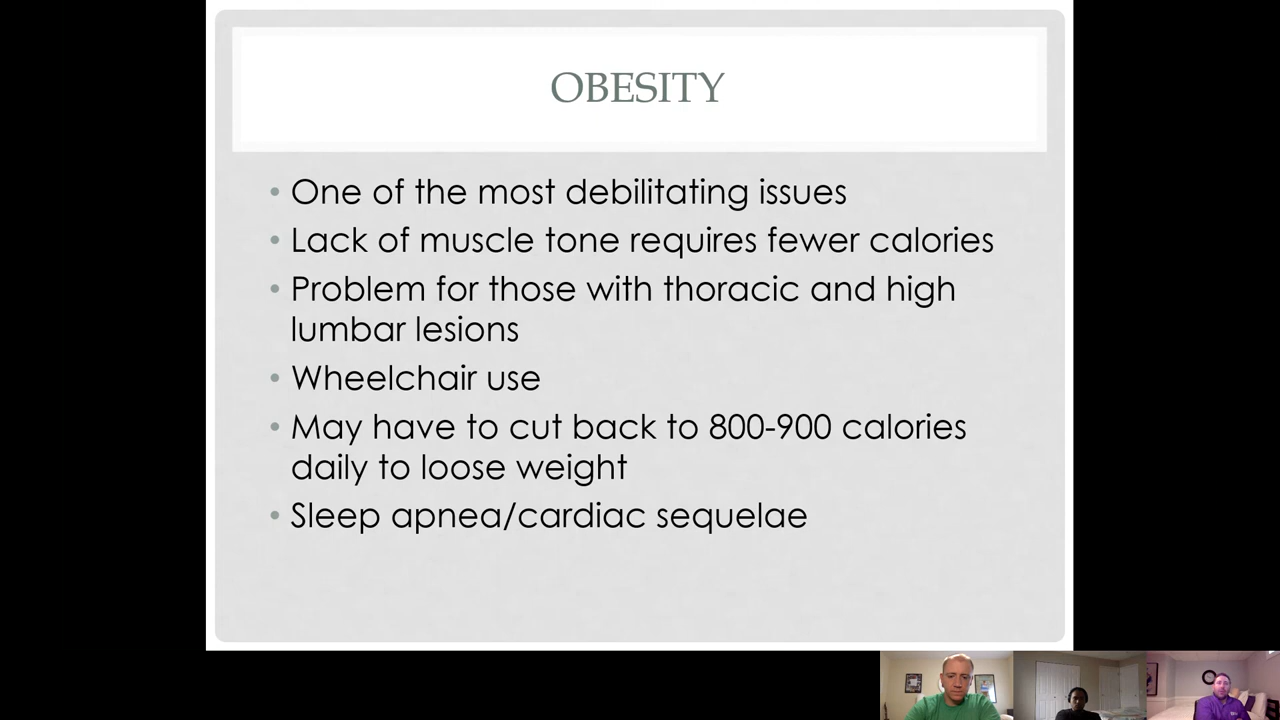 OBESITY
• One of the most debilitating issues
• Lack of muscle tone requires fewer calories
• Problem for those with thoracic and high
lumbar lesions
• Wheelchair use
• May have to cut back to 800-900 calories
daily to loose weight
• Sleep apnea/cardiac sequelae